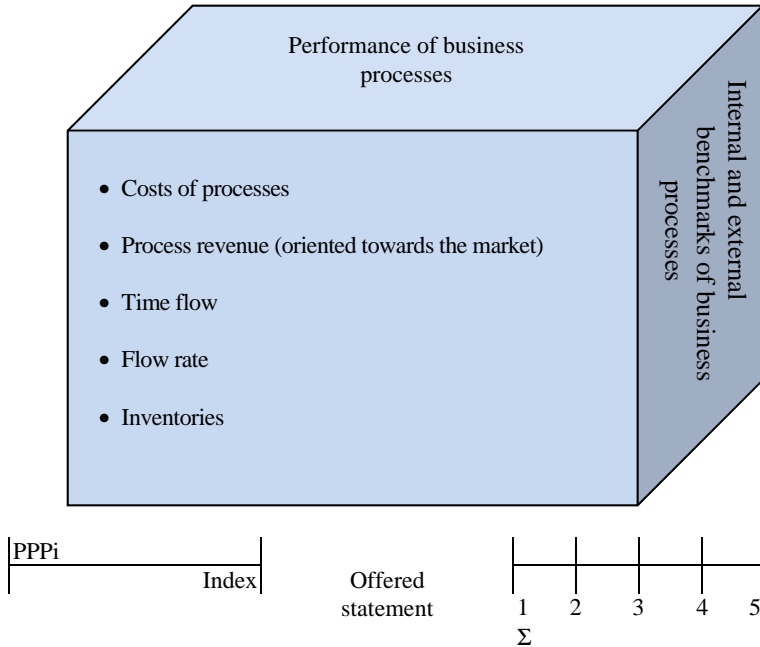 Performance of business
processes
Internal and external
benchmarks of business
processes
• Costs of processes
• Process revenue (oriented towards the market)
• Time flow
• Flow rate
• Inventories
PPPi
Index
Offered
statement
1 2 3 4 5
Σ